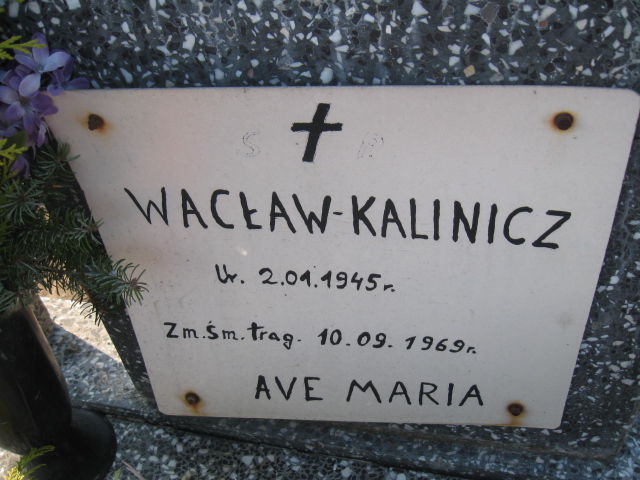 S P
WACŁAW-KALINICZ
Ur. 2.01.1945r.
Zm.śm.trag. 10.09.1969r.
AVE MARIA